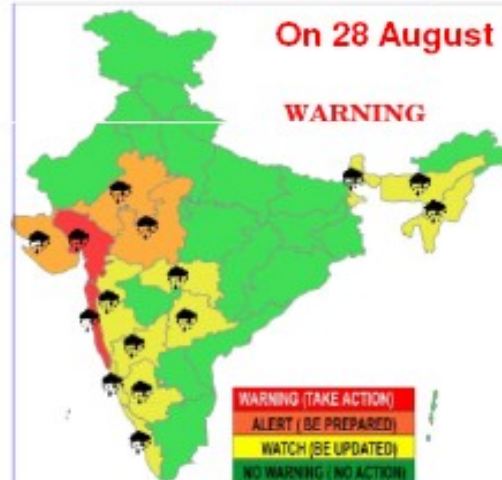 On 28 August
WARNING
WARNING (TAKE ACTION)
ALERT ( BE PREPARED)
WATCH (BE UPDATED)
NO WARNING ( NO ACTION)